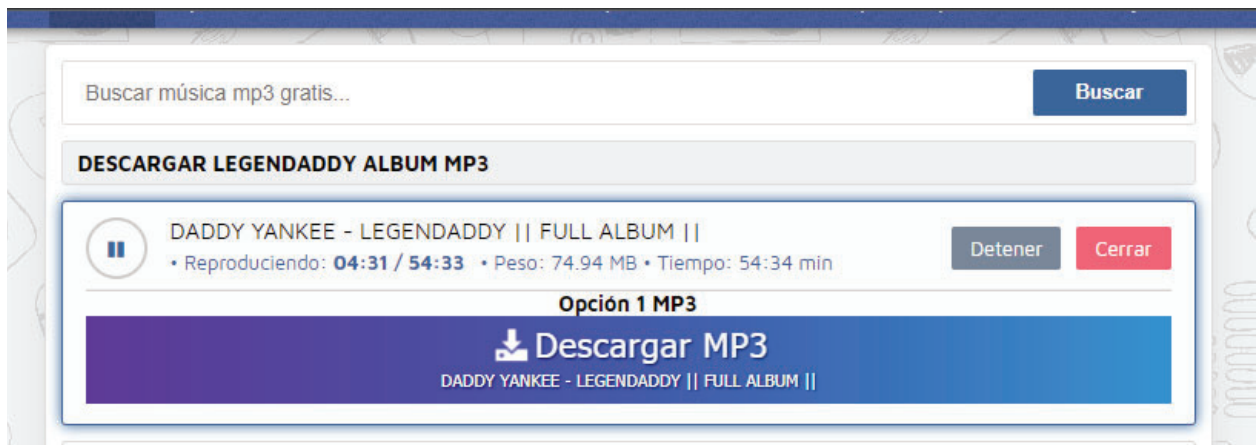 Buscar música mp3 gratis...
Buscar
DESCARGAR LEGENDADDY ALBUM MP3
DADDY YANKEE - LEGENDADDY || FULL ALBUM ||
• Reproduciendo: 04:31 / 54:33 • Peso: 74.94 MB • Tiempo: 54:34 min
Detener
Cerrar
Opción 1 MP3
Descargar MP3
DADDY YANKEE - LEGENDADDY || FULL ALBUM ||